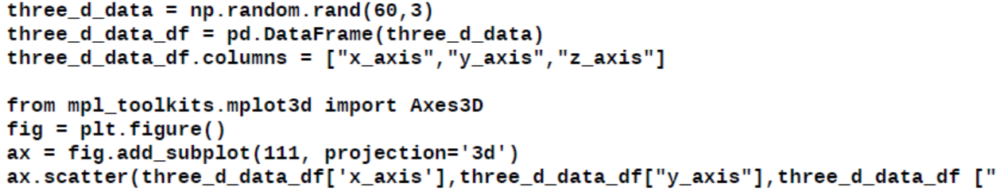 three_d_data = np.random.rand(60,3)
three_d_data_df = pd.DataFrame(three_d_data)
three_d_data_df.columns = ["x_axis","y_axis","z_axis"]
from mpl_toolkits.mplot3d import Axes3D
fig = plt.figure()
ax = fig.add_subplot(111, projection='3d')
ax.scatter(three_d_data_df['x_axis'],three_d_data_df["y_axis"],three_d_data_df ["